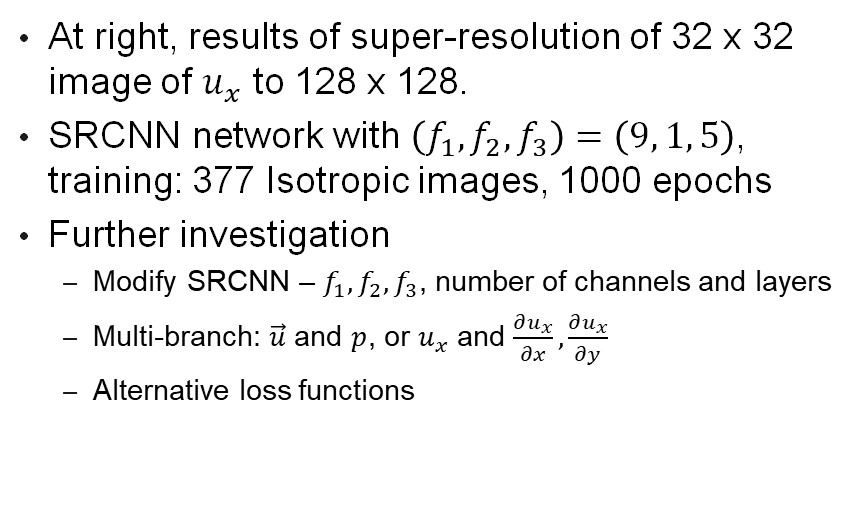 • At right, results of super-resolution of 32 x 32
image of 𝑢ₓ to 128 x 128.
• SRCNN network with (𝑓₁, 𝑓₂, 𝑓₃) = (9, 1, 5),
training: 377 Isotropic images, 1000 epochs
• Further investigation
– Modify SRCNN – 𝑓₁, 𝑓₂, 𝑓₃, number of channels and layers
– Multi-branch: 𝑢⃗ and 𝑝, or 𝑢ₓ and ∂𝑢ₓ/∂𝑥, ∂𝑢ₓ/∂𝑦
– Alternative loss functions